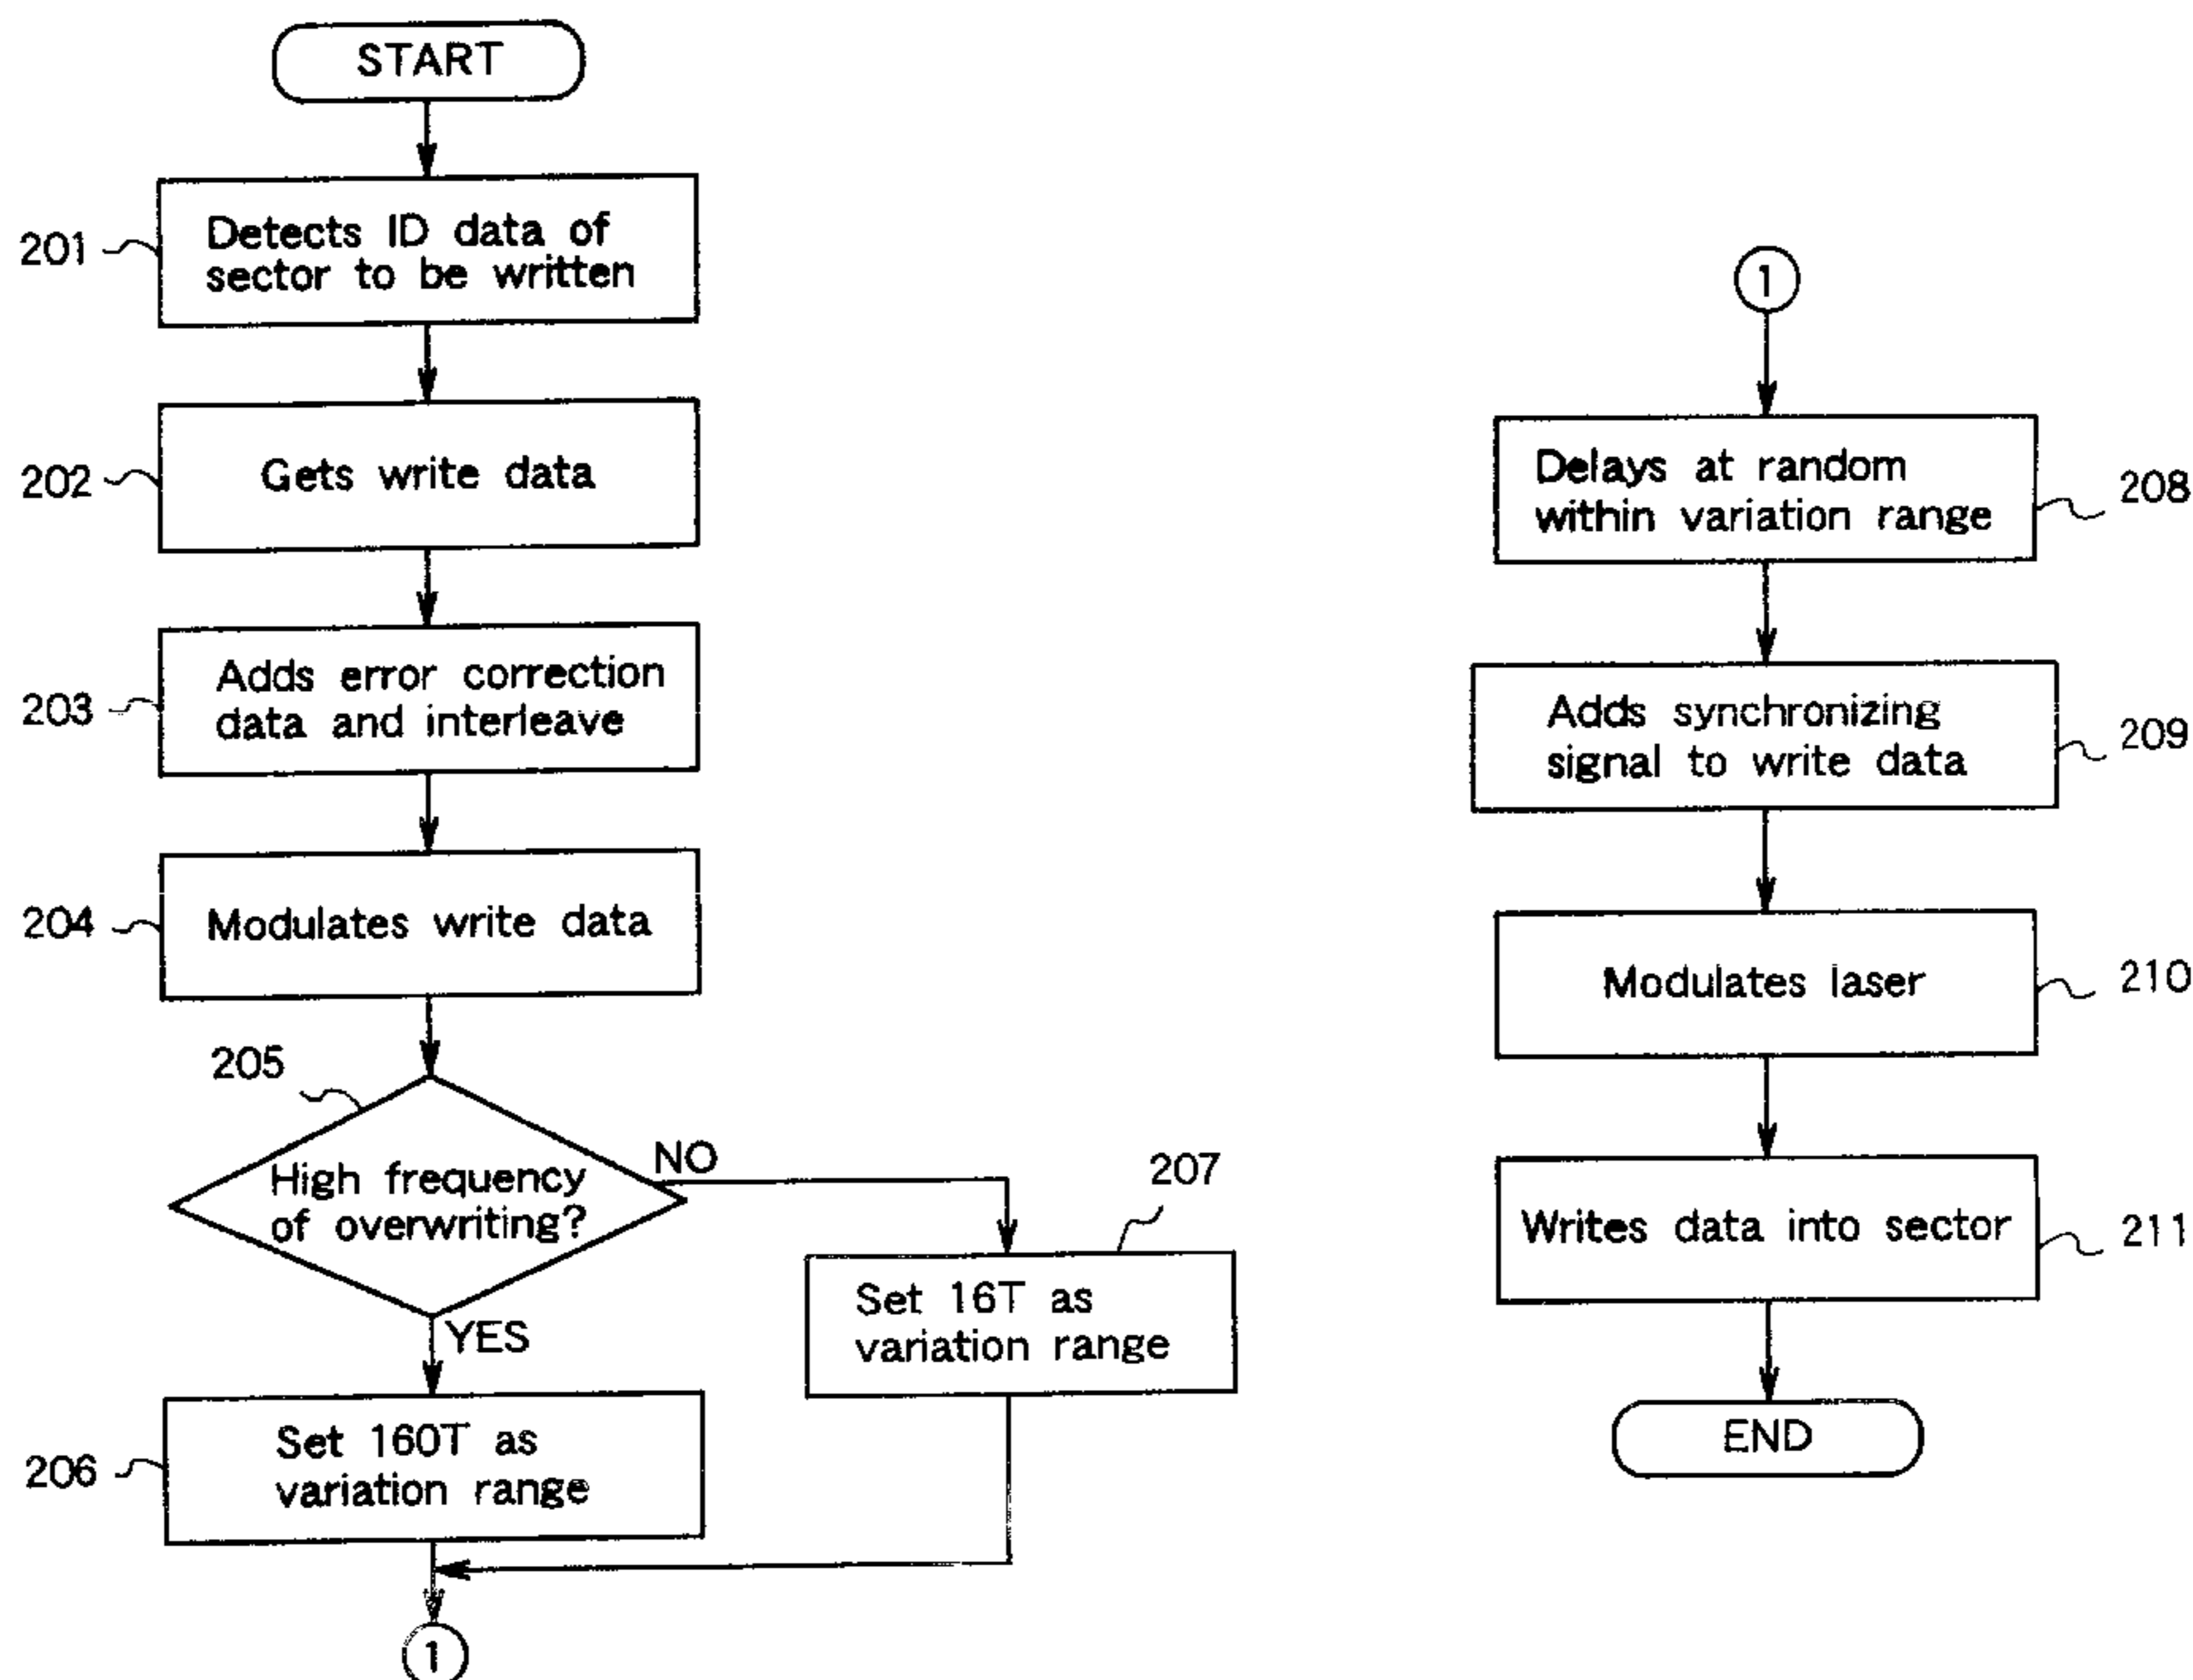 START
201
Detects ID data of
sector to be written
202
Gets write data
203
Adds error correction
data and interleave
204
Modulates write data
205
High frequency
of overwriting?
NO
YES
207
Set 16T as
variation range
206
Set 160T as
variation range
1
1
Delays at random
within variation range
208
Adds synchronizing
signal to write data
209
Modulates laser
210
Writes data into sector
211
END